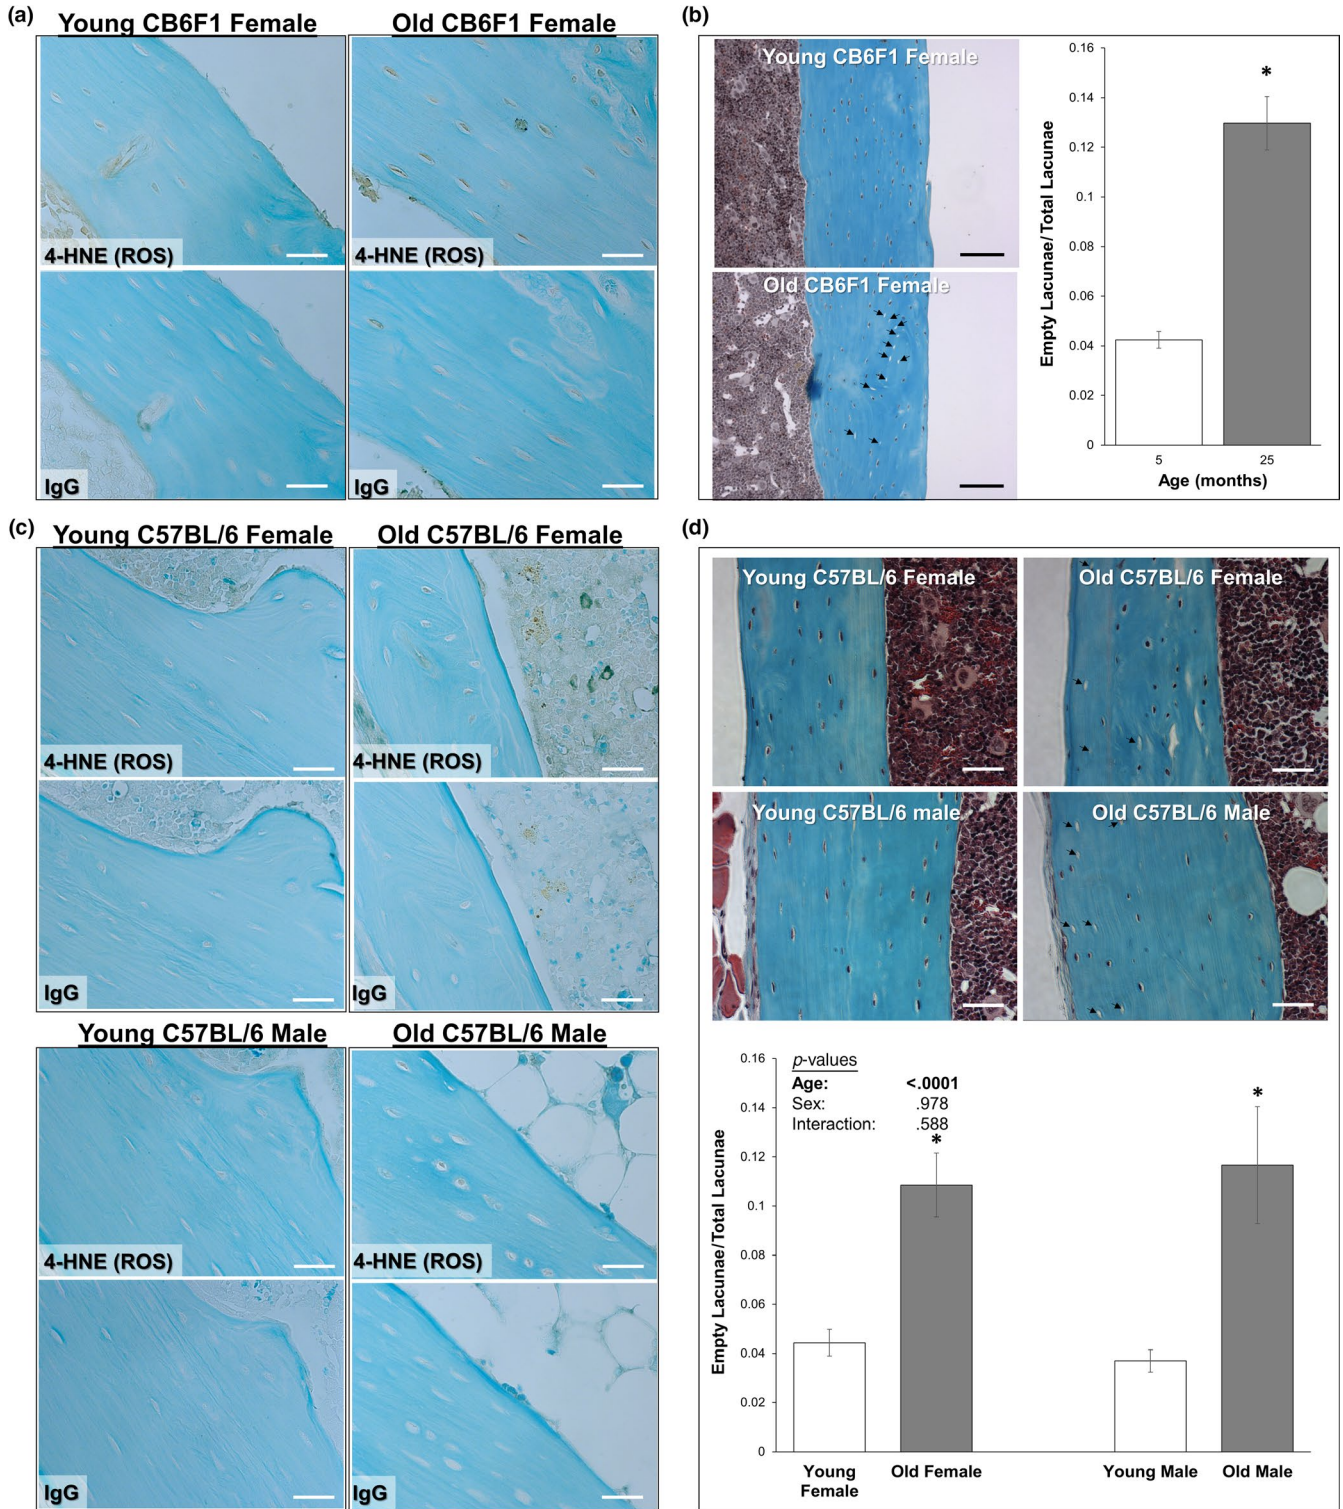 (a)
Young CB6F1 Female
Old CB6F1 Female
4-HNE (ROS)
4-HNE (ROS)
IgG
IgG
(b)
Young CB6F1 Female
Old CB6F1 Female
Empty Lacunae/Total Lacunae
0.16
*
0.14
0.12
0.1
0.08
0.06
0.04
0.02
0
5
25
Age (months)
(c)
Young C57BL/6 Female
Old C57BL/6 Female
4-HNE (ROS)
4-HNE (ROS)
IgG
IgG
Young C57BL/6 Male
Old C57BL/6 Male
4-HNE (ROS)
4-HNE (ROS)
IgG
IgG
(d)
Young C57BL/6 Female
Old C57BL/6 Female
Young C57BL/6 male
Old C57BL/6 Male
Empty Lacunae/Total Lacunae
0.16
0.14
0.12
0.1
0.08
0.06
0.04
0.02
0
p-values
Age: <.0001
Sex: .978
Interaction: .588
*
*
Young Female
Old Female
Young Male
Old Male